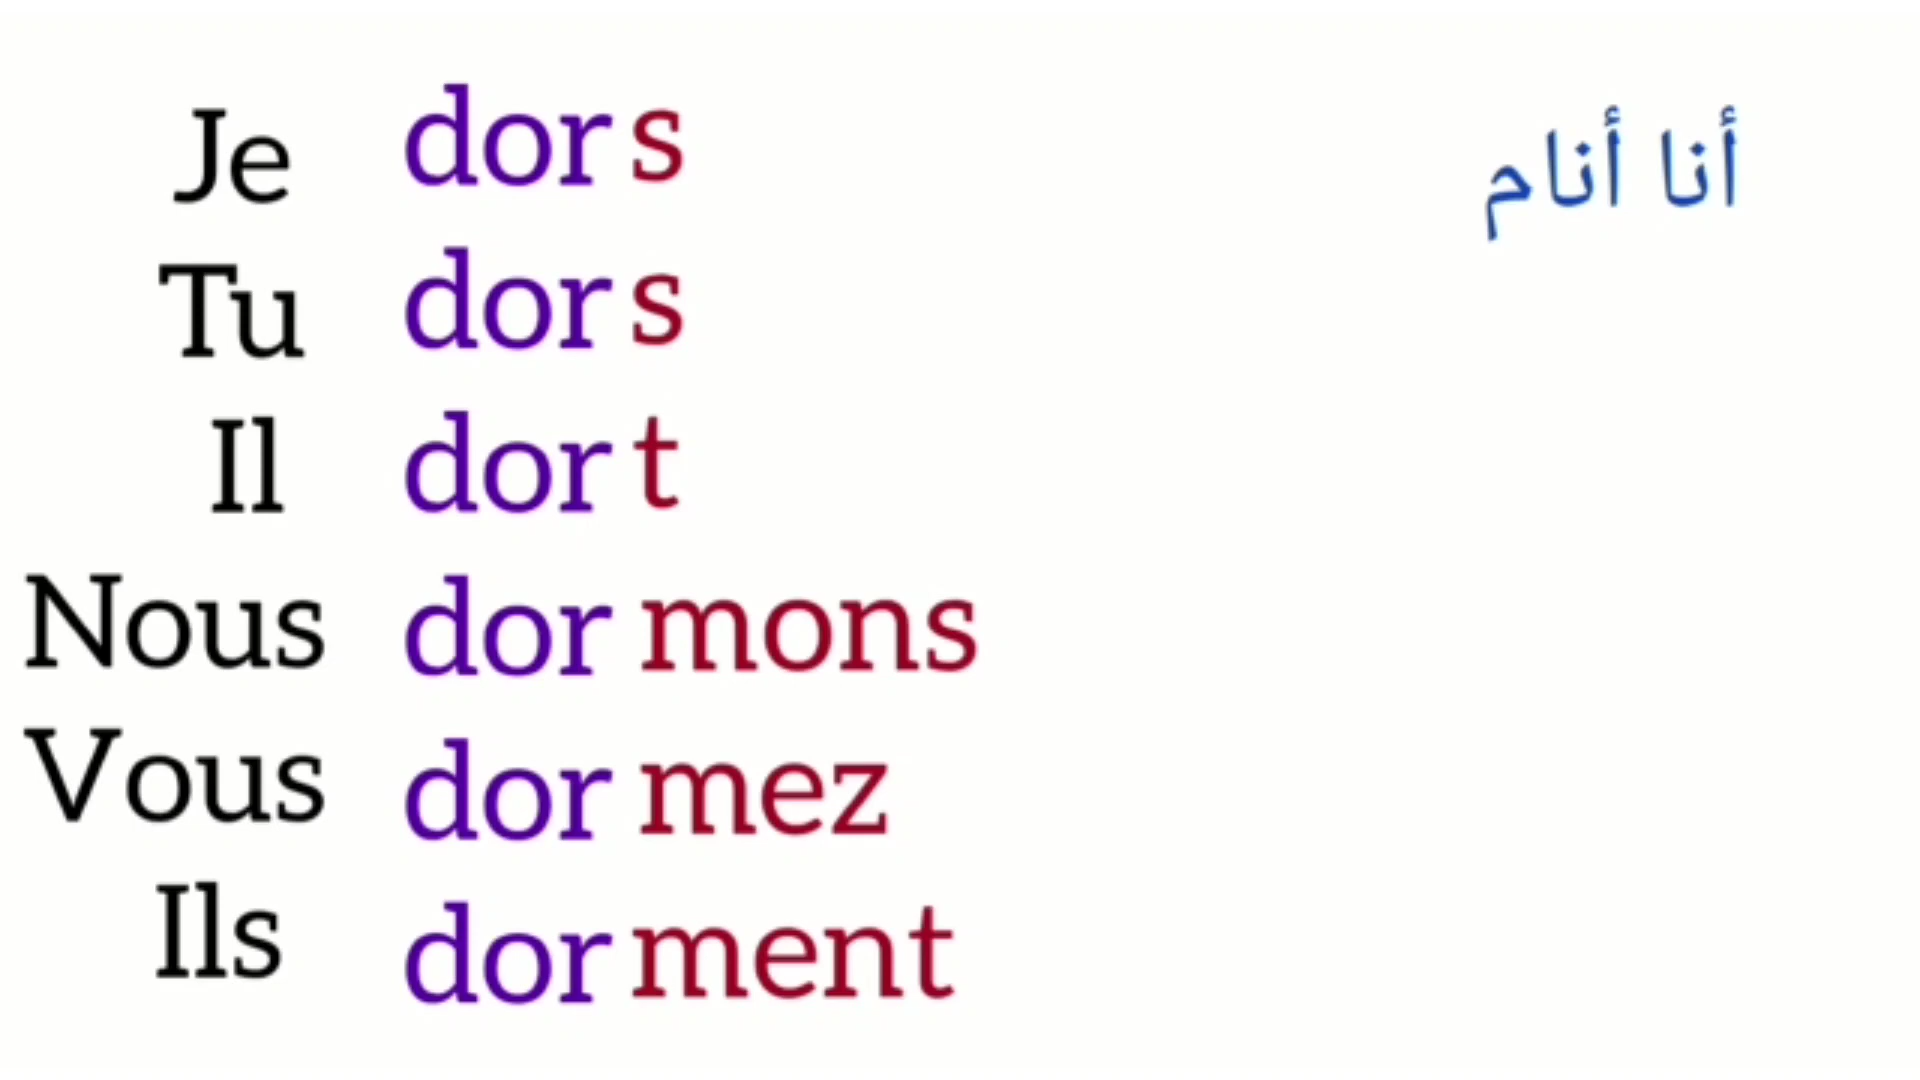 Je dors أنا أنام
Tu dors
Il dort
Nous dormons
Vous dormez
Ils dorment